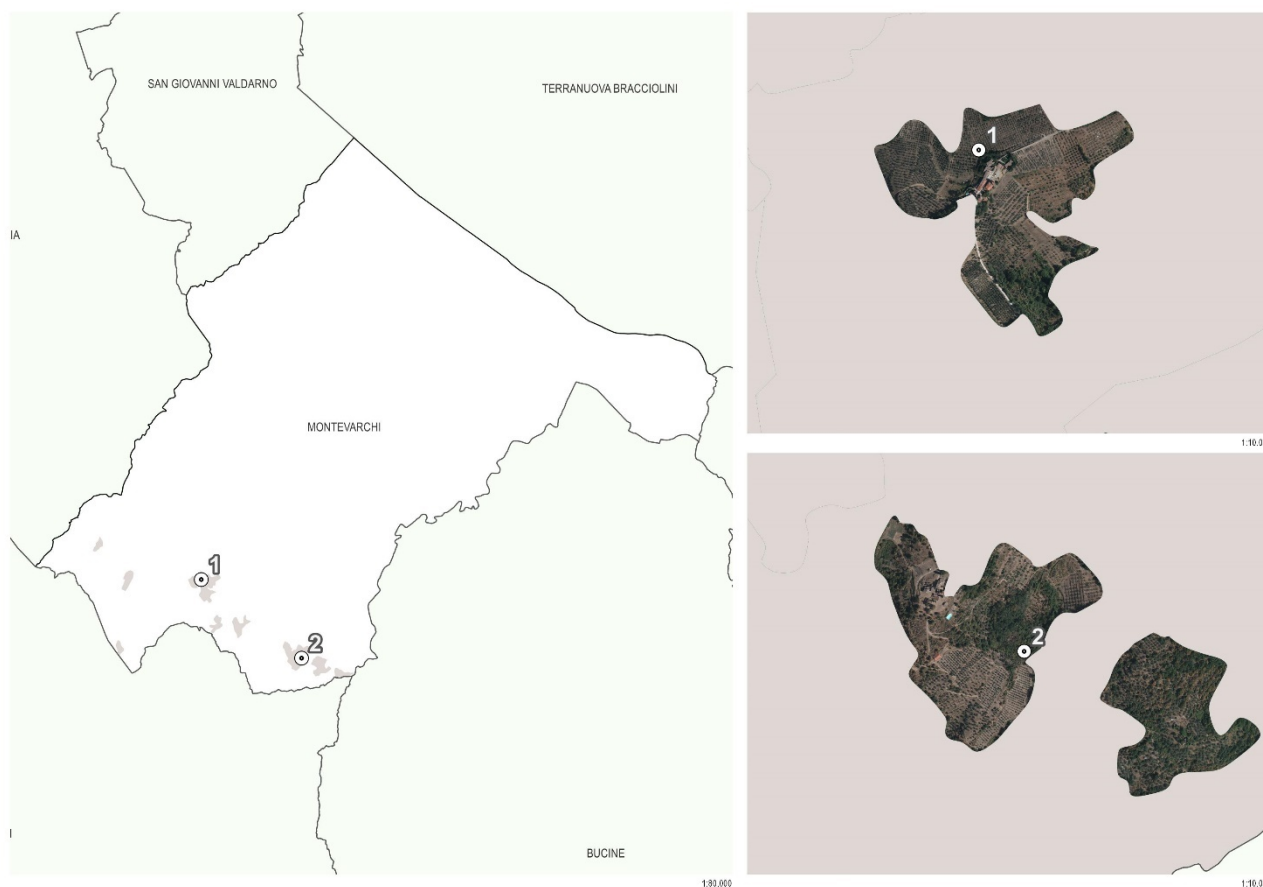 SAN GIOVANNI VALDARNO
TERRANUOVA BRACCIOLINI
IA
MONTEVARCHI
1
2
BUCINE
1:80.000
1
1:10.0
2
1:10.0